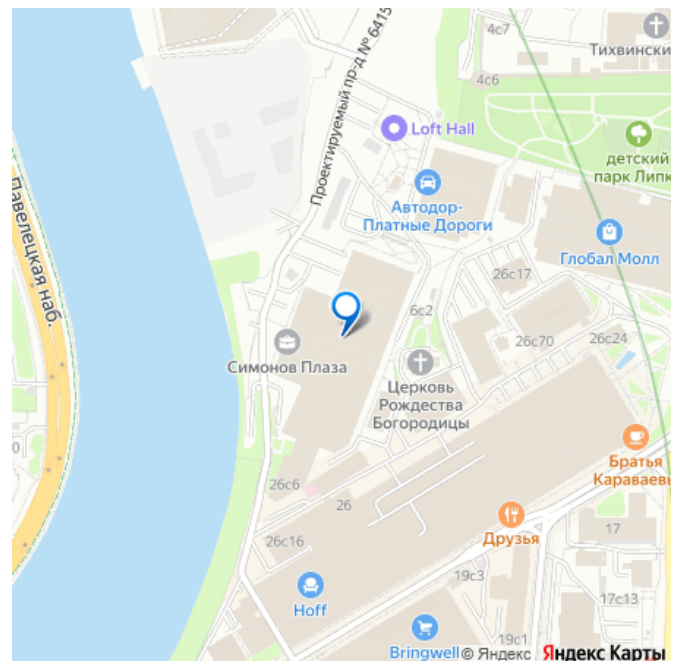 4с7
Тихвински
4с6
Проектируемый пр-д № 6415
Loft Hall
детский
парк Липк
Автодор-
Платные Дороги
Павелецкая наб.
Глобал Молл
26с17
6с2
26с70
26с24
Симонов Плаза
Церковь
Рождества
Богородицы
Братья
Караваевы
0
26с6
26
Друзья
17
26с16
19с3
Hoff
17с13
19с1
Bringwell
© Яндекс
Яндекс Карты